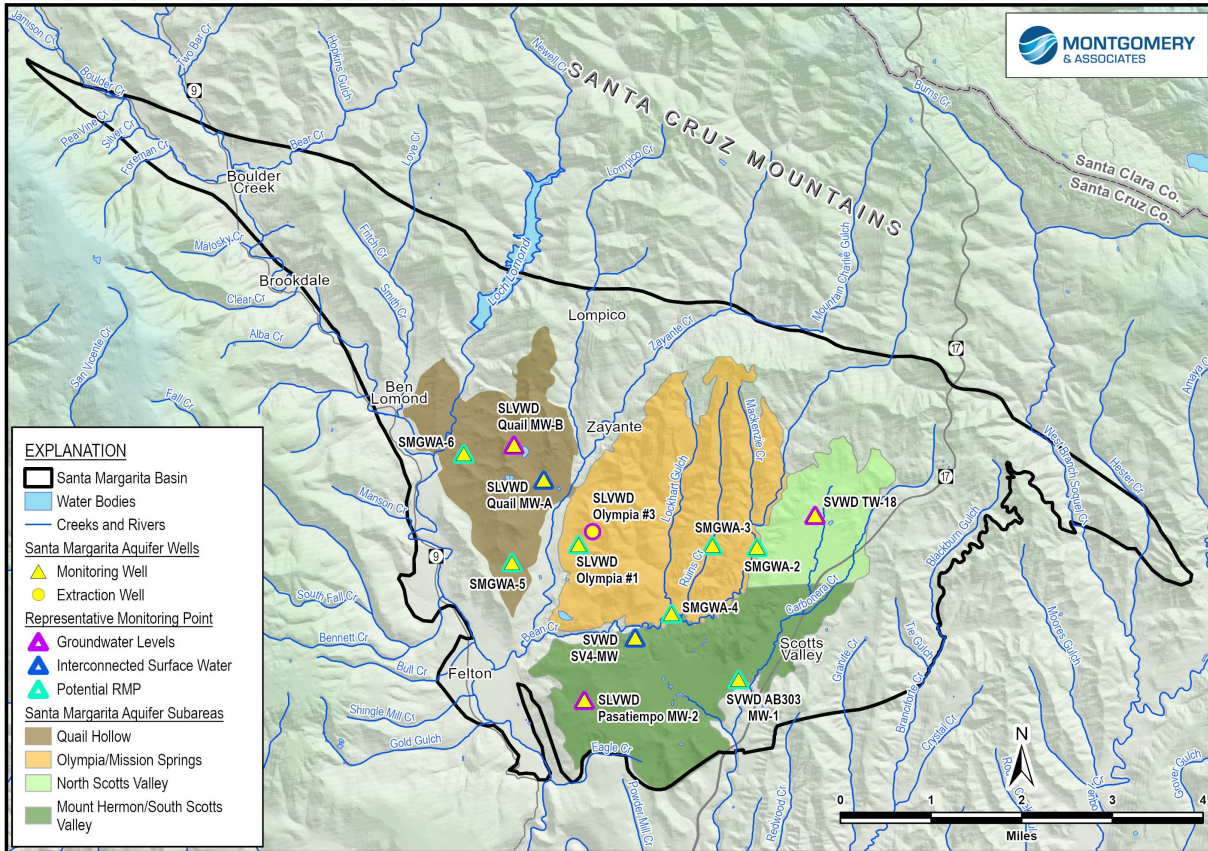 MONTGOMERY
& ASSOCIATES
Jamison Cr
Two Bar Cr
Hopkins Gulch
Newell Cr
Burns Cr
Boulder Cr
9
SANTA CRUZ MOUNTAINS
Pea Vine Cr
Silver Cr
Foreman Cr
Bear Cr
Love Cr
Lompico Cr
Santa Clara Co.
Santa Cruz Co.
Boulder
Creek
Malosky Cr
Fritch Cr
Loch Lomond
Mountain Charlie Gulch
Brookdale
Clear Cr
Smith Cr
Lompico
Zayante Cr
Alba Cr
17
San Vicente Cr
Amaya Cr
Fall Cr
Ben
Lomond
Mackenzie Cr
SLVWD
Quail MW-B
Zayante
SMGWA-6
West Branch Soquel Cr
Hester Cr
Lockhart Gulch
17
SLVWD
Quail MW-A
SLVWD
Olympia #3
SVWD TW-18
Manson Cr
SMGWA-3
9
SMGWA-5
SLVWD
Olympia #1
Ruins Cr
SMGWA-2
Blackburn Gulch
South Fall Cr
Carbonera Cr
SMGWA-4
Bennett Cr
Bean Cr
SVWD
SV4-MW
Scotts
Valley
Bull Cr
Felton
Granite Cr
Tie Gulch
Moores Gulch
SVWD AB303
MW-1
SLVWD
Pasatiempo MW-2
Branciforte Cr
Shingle Mill Cr
Gold Gulch
Eagle Cr
Crystal Cr
Powder Mill Cr
Redwood Cr
Grover Gulch
EXPLANATION
Santa Margarita Basin
Water Bodies
Creeks and Rivers
Santa Margarita Aquifer Wells
Monitoring Well
Extraction Well
Representative Monitoring Point
Groundwater Levels
Interconnected Surface Water
Potential RMP
Santa Margarita Aquifer Subareas
Quail Hollow
Olympia/Mission Springs
North Scotts Valley
Mount Hermon/South Scotts
Valley
N
0 1 2 3 4
Miles